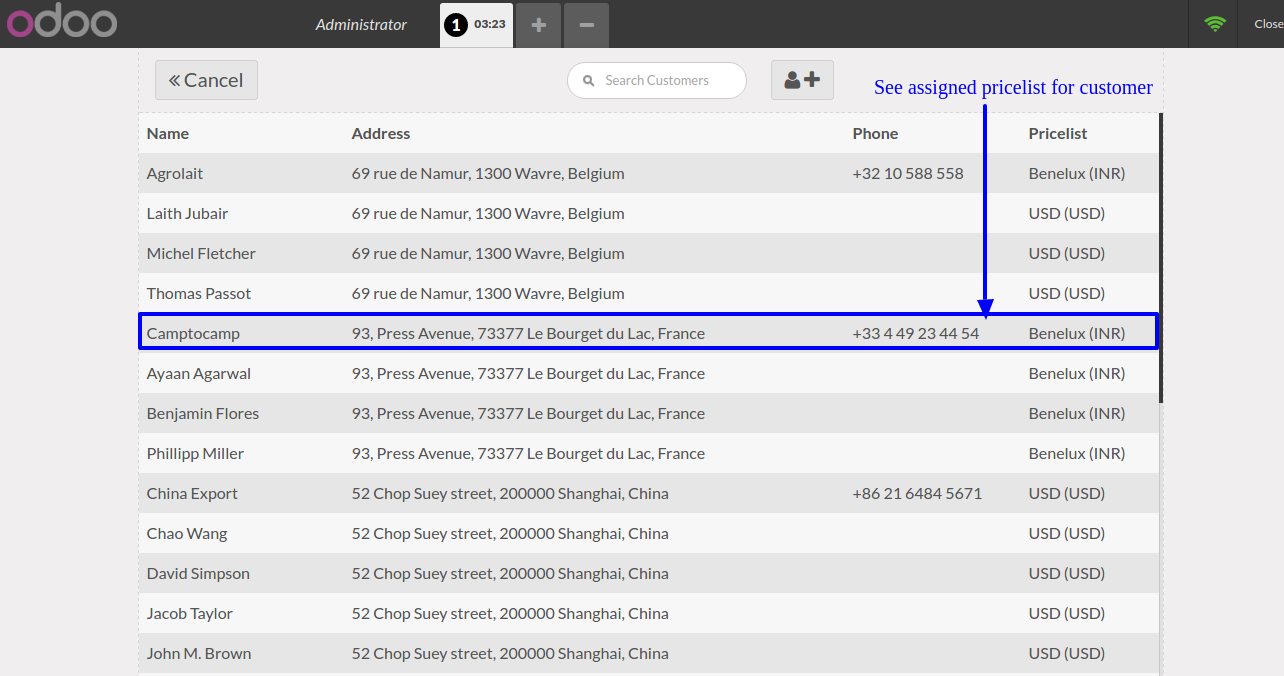 odoo Administrator 1 03:23 + − Close
« Cancel Search Customers
See assigned pricelist for customer
Name Address Phone Pricelist
Agrolait 69 rue de Namur, 1300 Wavre, Belgium +32 10 588 558 Benelux (INR)
Laith Jubair 69 rue de Namur, 1300 Wavre, Belgium USD (USD)
Michel Fletcher 69 rue de Namur, 1300 Wavre, Belgium USD (USD)
Thomas Passot 69 rue de Namur, 1300 Wavre, Belgium USD (USD)
Camptocamp 93, Press Avenue, 73377 Le Bourget du Lac, France +33 4 49 23 44 54 Benelux (INR)
Ayaan Agarwal 93, Press Avenue, 73377 Le Bourget du Lac, France Benelux (INR)
Benjamin Flores 93, Press Avenue, 73377 Le Bourget du Lac, France Benelux (INR)
Phillipp Miller 93, Press Avenue, 73377 Le Bourget du Lac, France Benelux (INR)
China Export 52 Chop Suey street, 200000 Shanghai, China +86 21 6484 5671 USD (USD)
Chao Wang 52 Chop Suey street, 200000 Shanghai, China USD (USD)
David Simpson 52 Chop Suey street, 200000 Shanghai, China USD (USD)
Jacob Taylor 52 Chop Suey street, 200000 Shanghai, China USD (USD)
John M. Brown 52 Chop Suey street, 200000 Shanghai, China USD (USD)